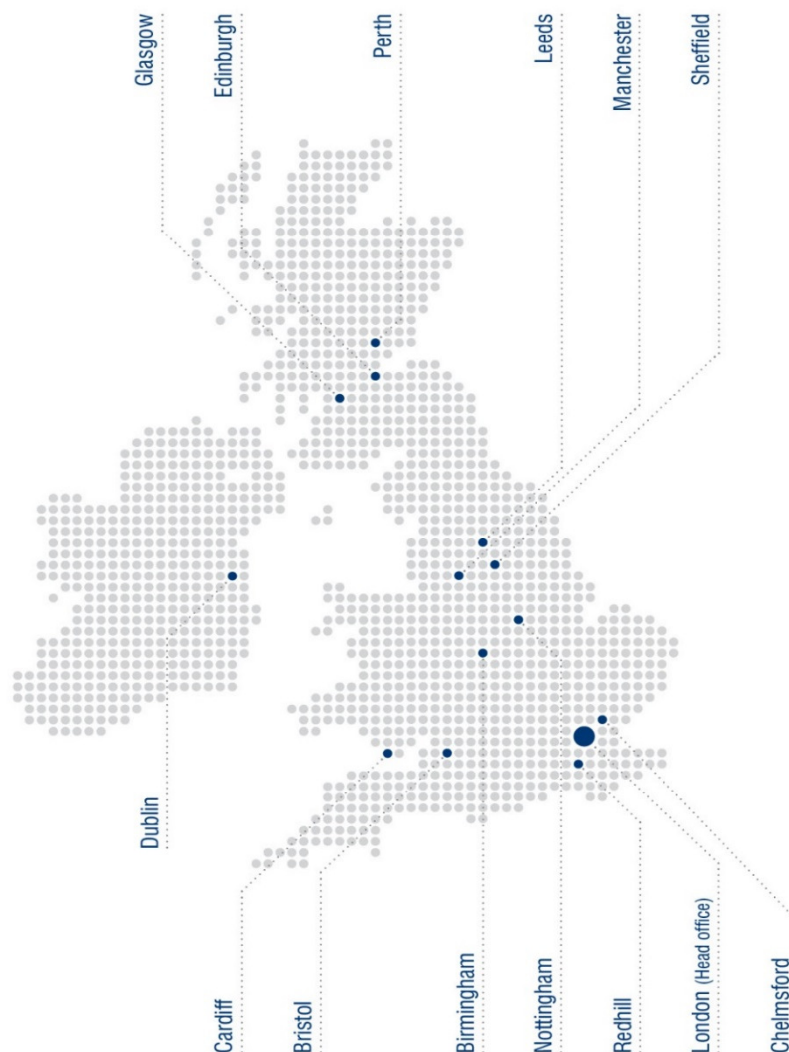 Glasgow
Edinburgh
Perth
Leeds
Manchester
Sheffield
Dublin
Cardiff
Bristol
Birmingham
Nottingham
Redhill
London (Head office)
Chelmsford